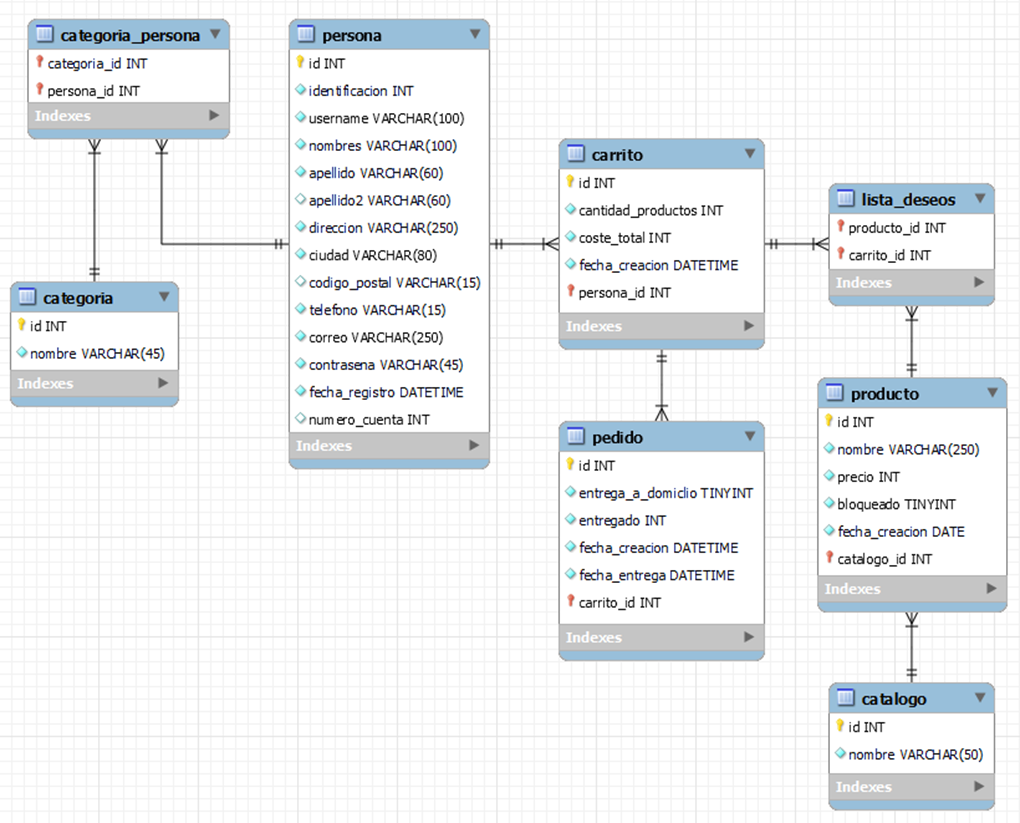 categoria_persona
categoria_id INT
persona_id INT
Indexes
categoria
id INT
nombre VARCHAR(45)
Indexes
persona
id INT
identificacion INT
username VARCHAR(100)
nombres VARCHAR(100)
apellido VARCHAR(60)
apellido2 VARCHAR(60)
direccion VARCHAR(250)
ciudad VARCHAR(80)
codigo_postal VARCHAR(15)
telefono VARCHAR(15)
correo VARCHAR(250)
contrasena VARCHAR(45)
fecha_registro DATETIME
numero_cuenta INT
Indexes
carrito
id INT
cantidad_productos INT
coste_total INT
fecha_creacion DATETIME
persona_id INT
Indexes
pedido
id INT
entrega_a_domiclio TINYINT
entregado INT
fecha_creacion DATETIME
fecha_entrega DATETIME
carrito_id INT
Indexes
lista_deseos
producto_id INT
carrito_id INT
Indexes
producto
id INT
nombre VARCHAR(250)
precio INT
bloqueado TINYINT
fecha_creacion DATE
catalogo_id INT
Indexes
catalogo
id INT
nombre VARCHAR(50)
Indexes